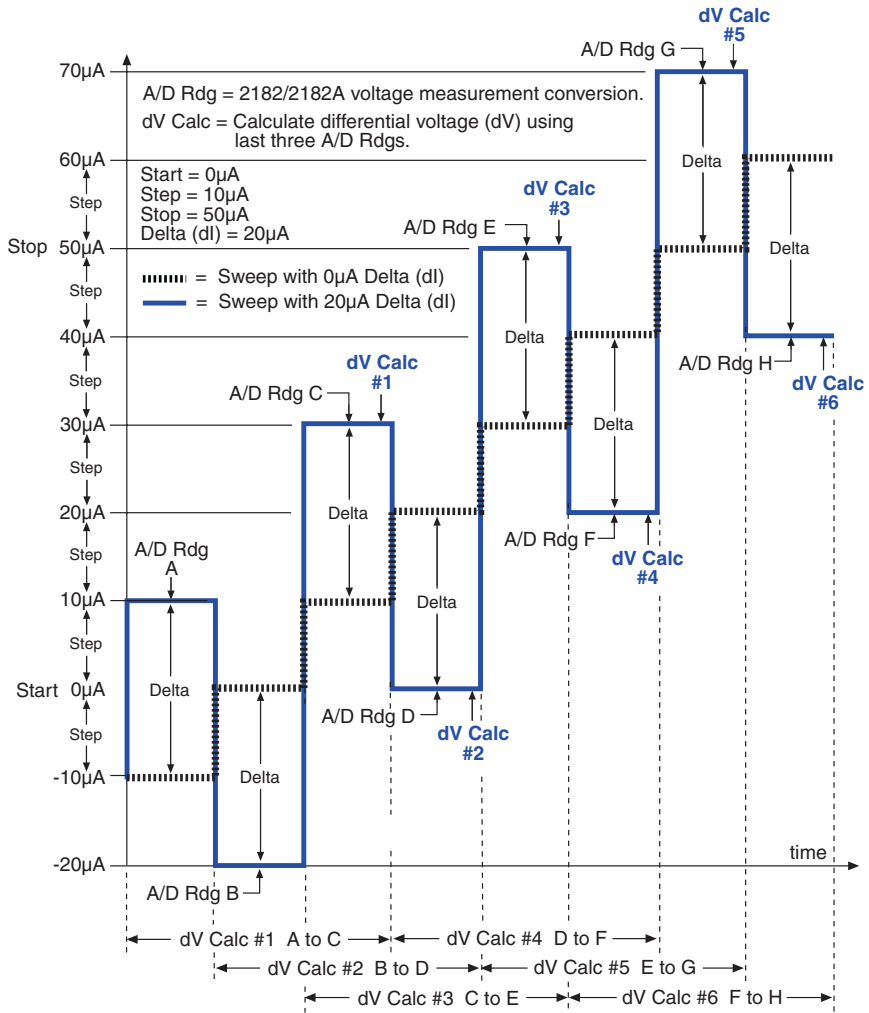 dV Calc
#5
A/D Rdg G
70µA
A/D Rdg = 2182/2182A voltage measurement conversion.
dV Calc = Calculate differential voltage (dV) using
last three A/D Rdgs.
Delta
60µA
Start = 0µA
Step = 10µA
Stop = 50µA
Delta (dI) = 20µA
Step
dV Calc
#3
A/D Rdg E
Stop 50µA
Delta
= Sweep with 0µA Delta (dI)
= Sweep with 20µA Delta (dI)
Step
40µA
Delta
dV Calc
#1
A/D Rdg H
dV Calc
#6
Step
A/D Rdg C
30µA
Delta
Step
20µA
Delta
A/D Rdg F
dV Calc
#4
A/D Rdg
A
Step
10µA
Delta
Step
Start 0µA
Delta
A/D Rdg D
dV Calc
#2
Step
-10µA
Delta
-20µA
time
A/D Rdg B
dV Calc #1 A to C
dV Calc #4 D to F
dV Calc #2 B to D
dV Calc #5 E to G
dV Calc #3 C to E
dV Calc #6 F to H